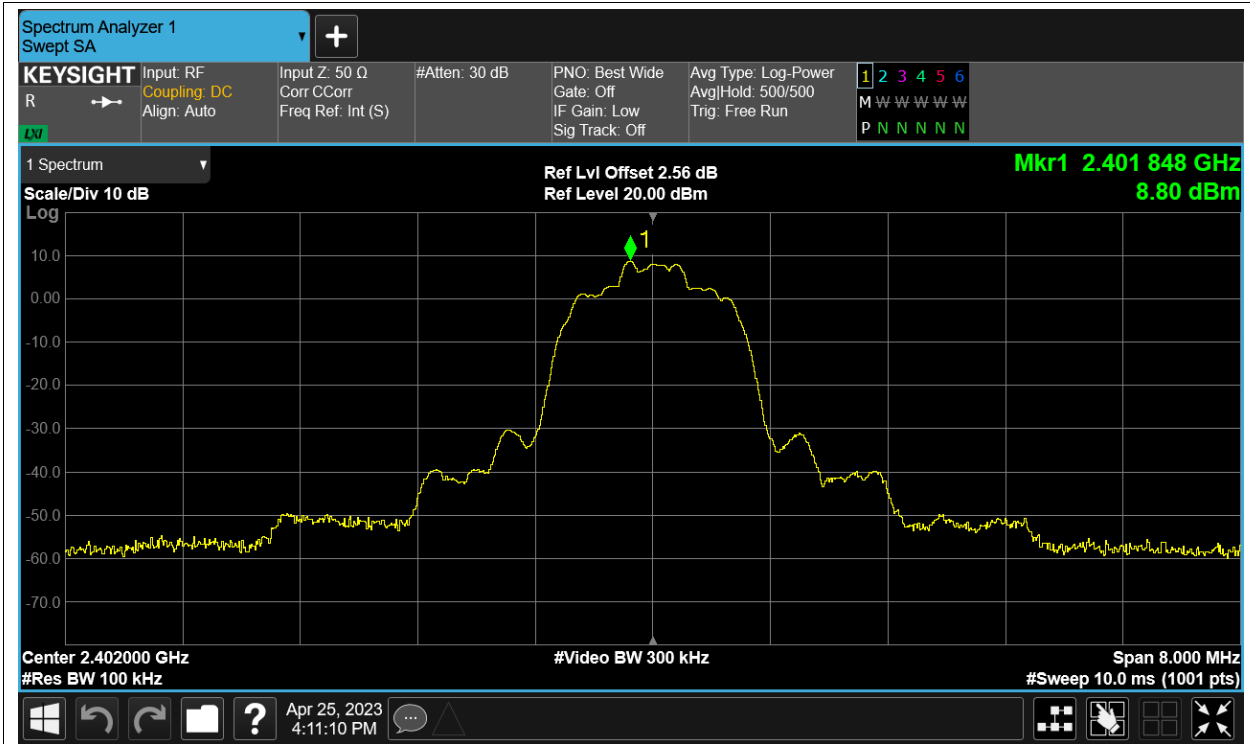 Spectrum Analyzer 1
Swept SA
+
KEYSIGHT
R
LXI
Input: RF
Coupling: DC
Align: Auto
Input Z: 50 Ω
Corr CCorr
Freq Ref: Int (S)
#Atten: 30 dB
PNO: Best Wide
Gate: Off
IF Gain: Low
Sig Track: Off
Avg Type: Log-Power
Avg|Hold: 500/500
Trig: Free Run
1 2 3 4 5 6
M W W W W W
P N N N N N
1 Spectrum
Scale/Div 10 dB
Log
Ref Lvl Offset 2.56 dB
Ref Level 20.00 dBm
Mkr1 2.401 848 GHz
8.80 dBm
1
10.0
0.00
-10.0
-20.0
-30.0
-40.0
-50.0
-60.0
-70.0
Center 2.402000 GHz
#Video BW 300 kHz
Span 8.000 MHz
#Res BW 100 kHz
#Sweep 10.0 ms (1001 pts)
?
Apr 25, 2023
4:11:10 PM